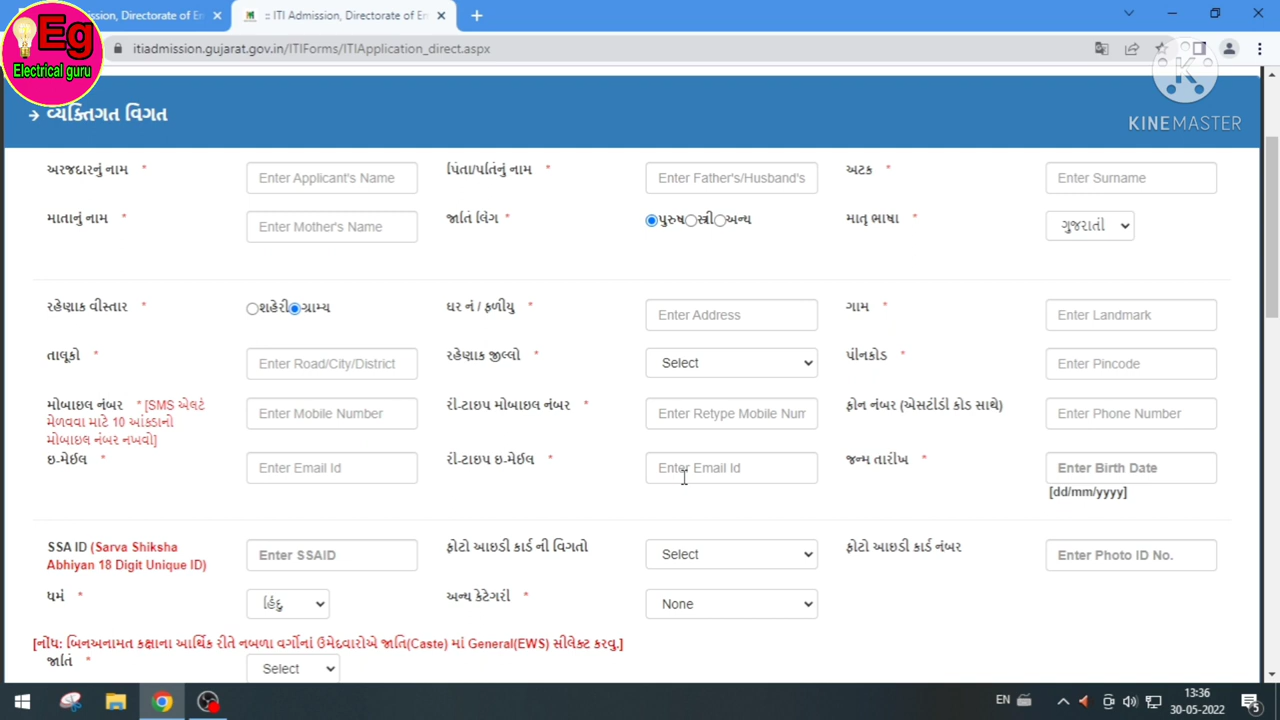 ission, Directorate of Er
:: ITI Admission, Directorate of En
Eg
Electrical guru
itiadmission.gujarat.gov.in/ITIForms/ITIApplication_direct.aspx
K
KINEMASTER
→ વ્યક્તિગત વિગત
અરજદારનું નામ * Enter Applicant's Name પિતા/પતિનું નામ * Enter Father's/Husband's અટક * Enter Surname
માતાનું નામ * Enter Mother's Name જાતિ લિંગ * પુરુષ સ્ત્રી અન્ય માતૃ ભાષા * ગુજરાતી
રહેણાક વીસ્તાર * શહેરી ગ્રામ્ય ઘર નં / ફળીયુ * Enter Address ગામ * Enter Landmark
તાલૂકો * Enter Road/City/District રહેણાક જીલ્લો * Select પીનકોડ * Enter Pincode
મોબાઇલ નંબર * [SMS એલર્ટ Enter Mobile Number રી-ટાઇપ મોબાઇલ નંબર * Enter Retype Mobile Num ફોન નંબર (એસટીડી કોડ સાથે) Enter Phone Number
મેળવવા માટે 10 આંકડાનો
મોબાઇલ નંબર નખવો]
ઇ-મેઈલ * Enter Email Id રી-ટાઇપ ઇ-મેઈલ * Enter Email Id જન્મ તારીખ * Enter Birth Date
[dd/mm/yyyy]
SSA ID (Sarva Shiksha Enter SSAID ફોટો આઇડી કાર્ડ ની વિગતો Select ફોટો આઇડી કાર્ડ નંબર Enter Photo ID No.
Abhiyan 18 Digit Unique ID)
ધર્મ * હિંદુ અન્ય કેટેગરી * None
[નોંધ: બિનઅનામત કક્ષાના આર્થિક રીતે નબળા વર્ગોનાં ઉમેદવારોએ જાતિ(Caste) માં General(EWS) સીલેક્ટ કરવુ.]
જાતિ * Select
EN
13:36
30-05-2022
5